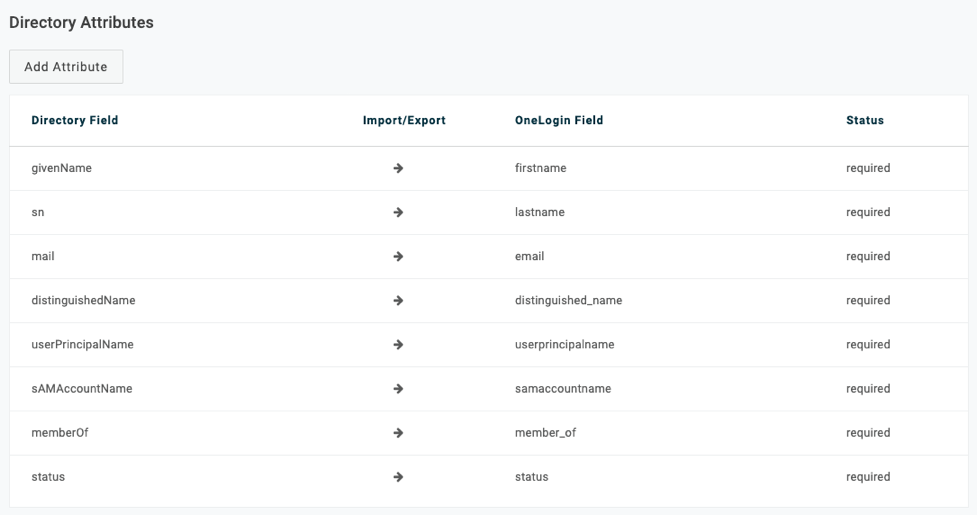 Directory Attributes
Add Attribute
Directory Field Import/Export OneLogin Field Status
givenName → firstname required
sn → lastname required
mail → email required
distinguishedName → distinguished_name required
userPrincipalName → userprincipalname required
sAMAccountName → samaccountname required
memberOf → member_of required
status → status required